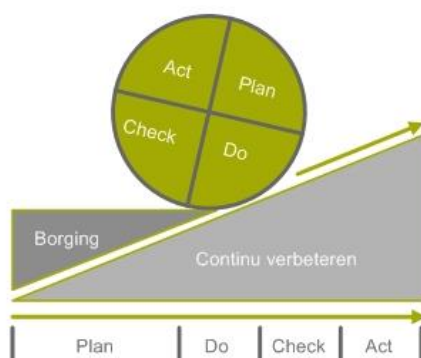 Act
Plan
Check
Do
Borging
Continu verbeteren
Plan
Do
Check
Act